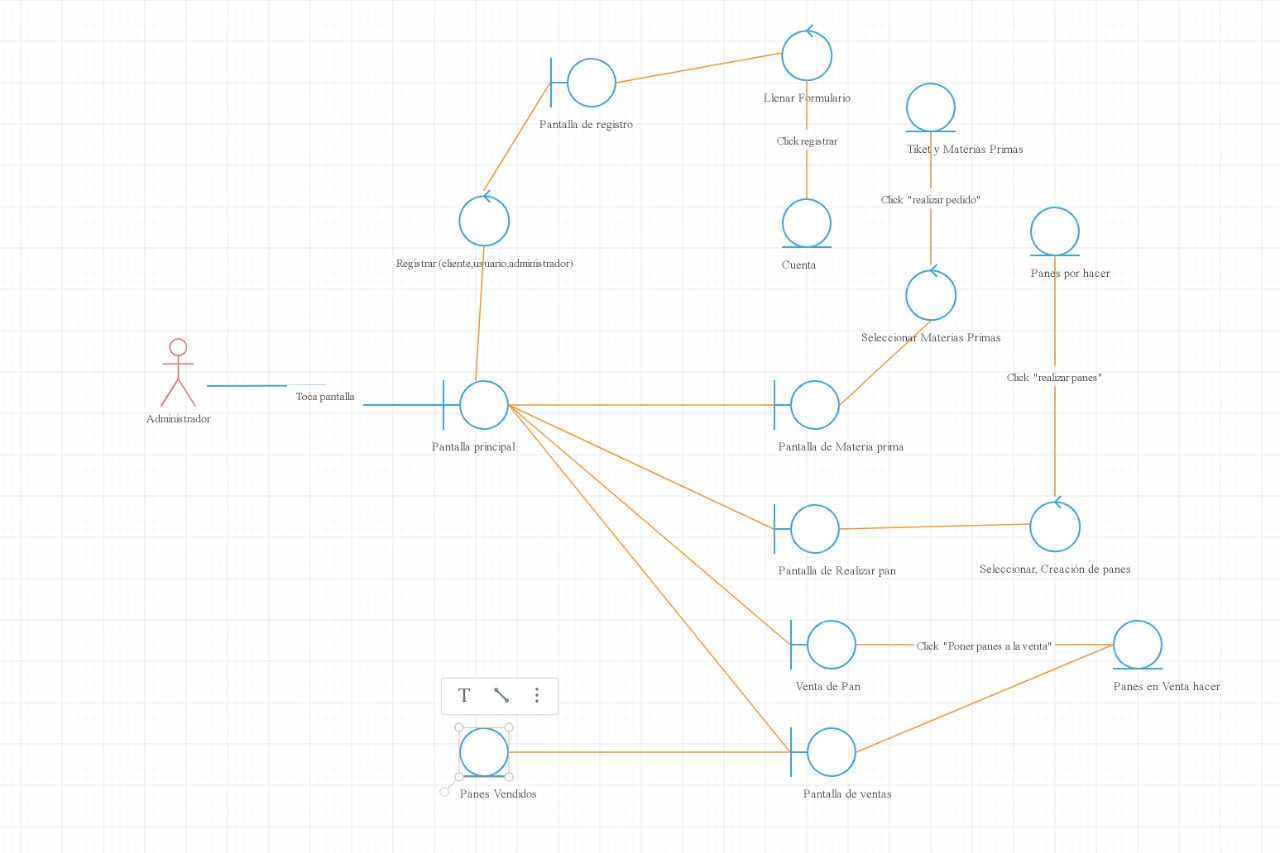 Llenar Formulario
Pantalla de registro
Click registrar
Tiket y Materias Primas
Click "realizar pedido"
Registrar (cliente,usuario,administrador)
Cuenta
Panes por hacer
Seleccionar Materias Primas
Click "realizar panes"
Toca pantalla
Administrador
Pantalla principal
Pantalla de Materia prima
Pantalla de Realizar pan
Seleccionar, Creación de panes
Click "Poner panes a la venta"
Venta de Pan
Panes en Venta hacer
T
Panes Vendidos
Pantalla de ventas